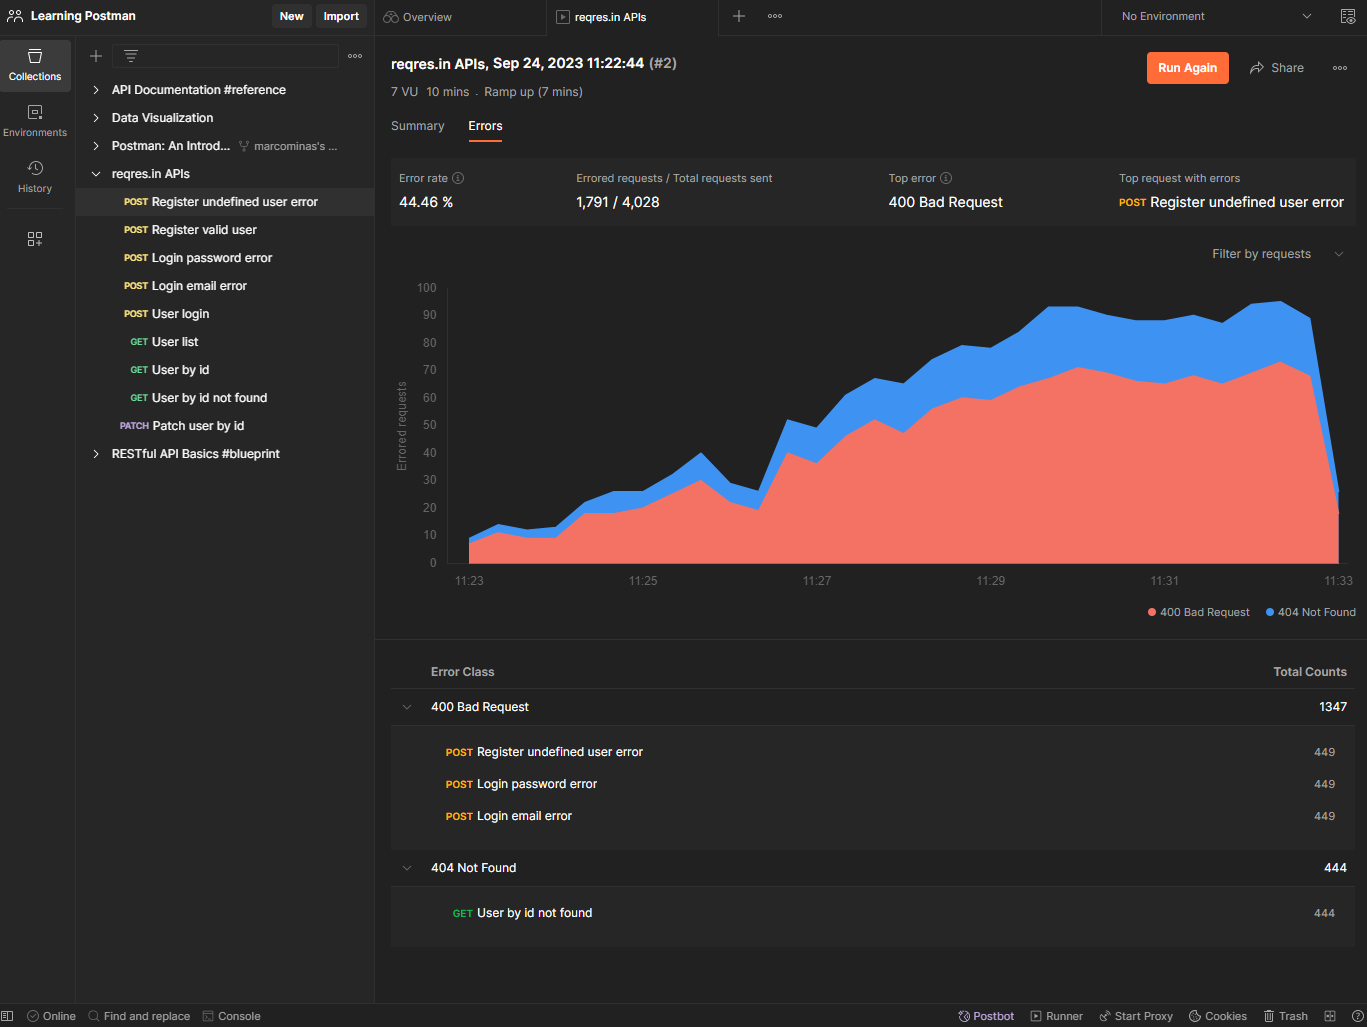 Learning Postman
New
Import
Overview
reqres.in APIs
No Environment
Collections
Environments
History
API Documentation #reference
Data Visualization
Postman: An Introd... marcominas's ...
reqres.in APIs
POST Register undefined user error
POST Register valid user
POST Login password error
POST Login email error
POST User login
GET User list
GET User by id
GET User by id not found
PATCH Patch user by id
RESTful API Basics #blueprint
reqres.in APIs, Sep 24, 2023 11:22:44 (#2)
Run Again
Share
7 VU 10 mins . Ramp up (7 mins)
Summary
Errors
Error rate
44.46 %
Errored requests / Total requests sent
1,791 / 4,028
Top error
400 Bad Request
Top request with errors
POST Register undefined user error
Filter by requests
Errored requests
100
90
80
70
60
50
40
30
20
10
0
11:23 11:25 11:27 11:29 11:31 11:33
400 Bad Request 404 Not Found
Error Class Total Counts
400 Bad Request 1347
POST Register undefined user error 449
POST Login password error 449
POST Login email error 449
404 Not Found 444
GET User by id not found 444
Online Find and replace Console
Postbot Runner Start Proxy Cookies Trash